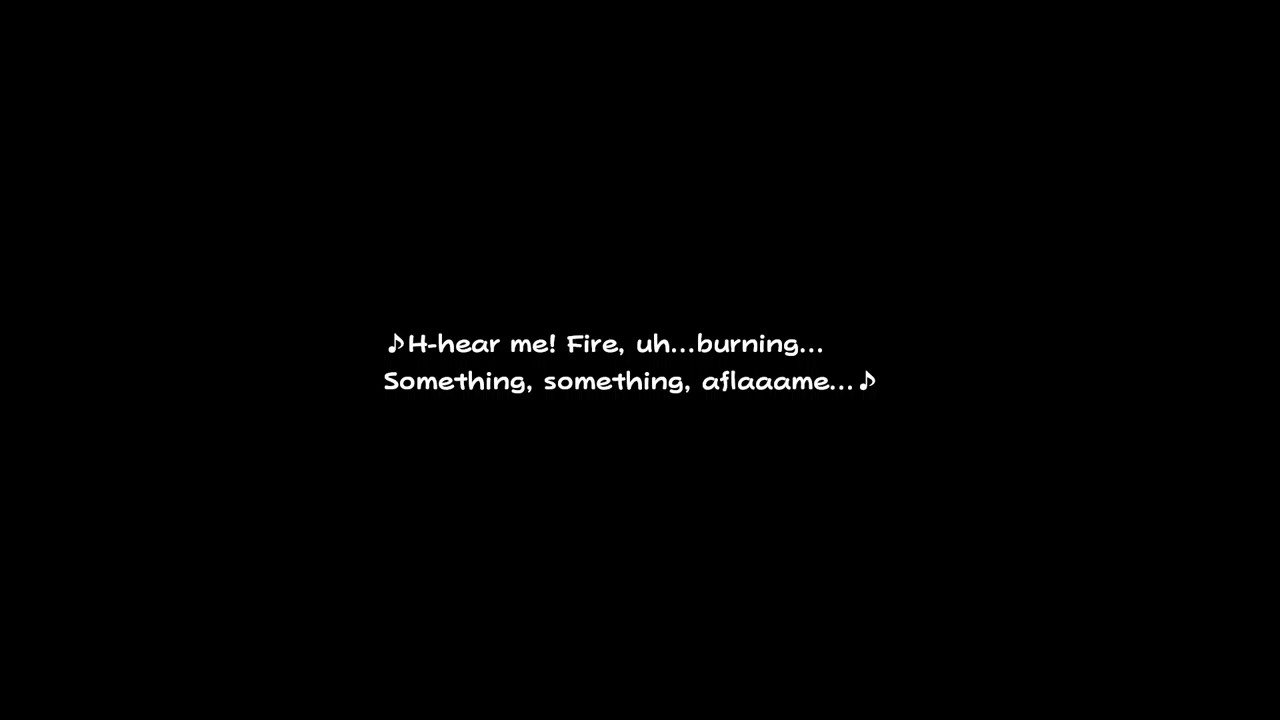 ♪H-hear me! Fire, uh...burning...
Something, something, aflaaame...♪